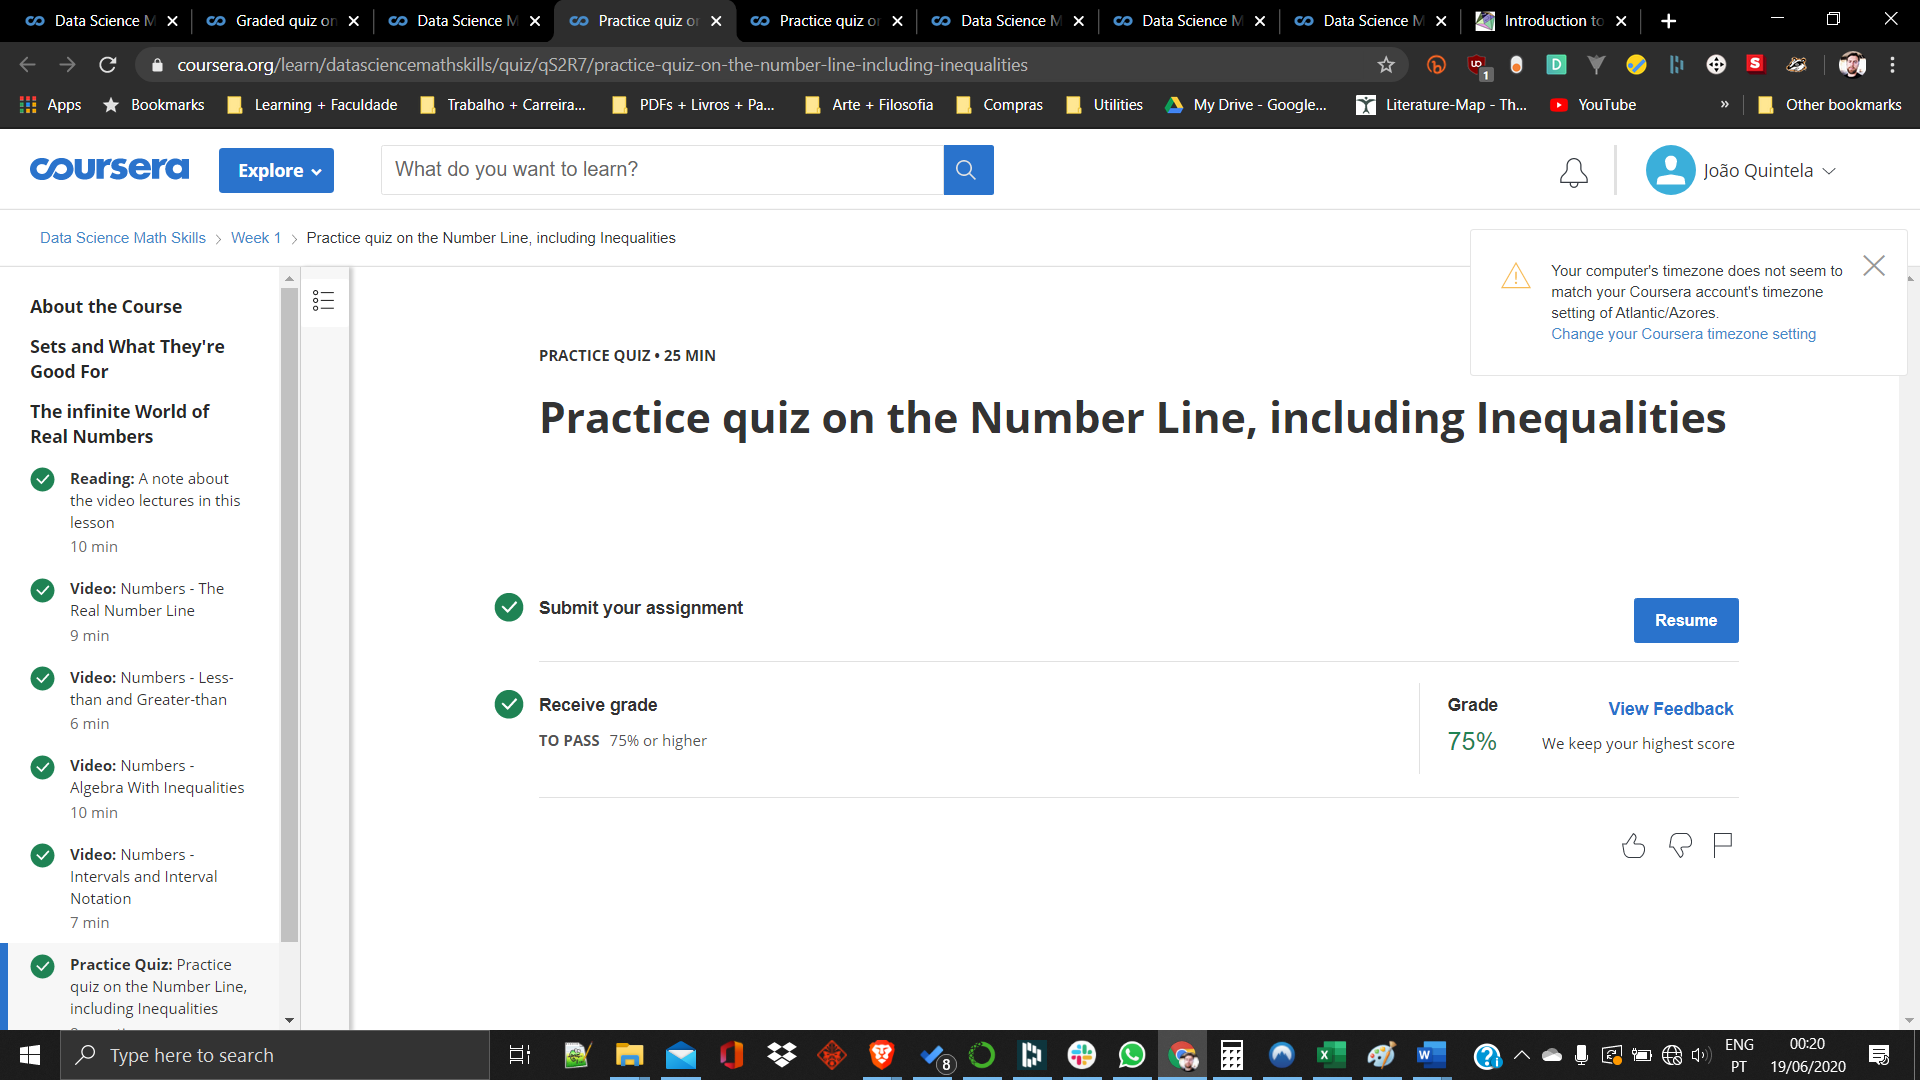 Data Science M
Graded quiz on
Data Science M
Practice quiz or
Practice quiz or
Data Science M
Data Science M
Data Science M
Introduction to
coursera.org/learn/datasciencemathskills/quiz/qS2R7/practice-quiz-on-the-number-line-including-inequalities
Apps
Bookmarks
Learning + Faculdade
Trabalho + Carreira...
PDFs + Livros + Pa...
Arte + Filosofia
Compras
Utilities
My Drive - Google...
Literature-Map - Th...
YouTube
»
Other bookmarks
coursera
Explore
What do you want to learn?
João Quintela
Data Science Math Skills
Week 1
Practice quiz on the Number Line, including Inequalities
Your computer's timezone does not seem to
match your Coursera account's timezone
setting of Atlantic/Azores.
Change your Coursera timezone setting
About the Course
Sets and What They're
Good For
The infinite World of
Real Numbers
Reading: A note about
the video lectures in this
lesson
10 min
Video: Numbers - The
Real Number Line
9 min
Video: Numbers - Less-
than and Greater-than
6 min
Video: Numbers -
Algebra With Inequalities
10 min
Video: Numbers -
Intervals and Interval
Notation
7 min
Practice Quiz: Practice
quiz on the Number Line,
including Inequalities
PRACTICE QUIZ • 25 MIN
Practice quiz on the Number Line, including Inequalities
Submit your assignment
Resume
Receive grade
TO PASS 75% or higher
Grade
75%
View Feedback
We keep your highest score
Type here to search
8
ENG
PT
00:20
19/06/2020